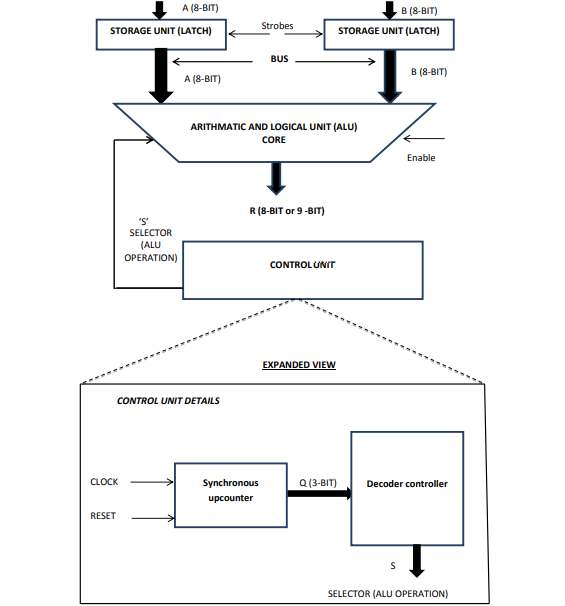 A (8-BIT)
B (8-BIT)
STORAGE UNIT (LATCH)
Strobes
STORAGE UNIT (LATCH)
BUS
A (8-BIT)
B (8-BIT)
ARITHMATIC AND LOGICAL UNIT (ALU)
CORE
Enable
R (8-BIT or 9 -BIT)
'S'
SELECTOR
(ALU
OPERATION)
CONTROL UNIT
EXPANDED VIEW
CONTROL UNIT DETAILS
CLOCK
RESET
Synchronous
upcounter
Q (3-BIT)
Decoder controller
S
SELECTOR (ALU OPERATION)